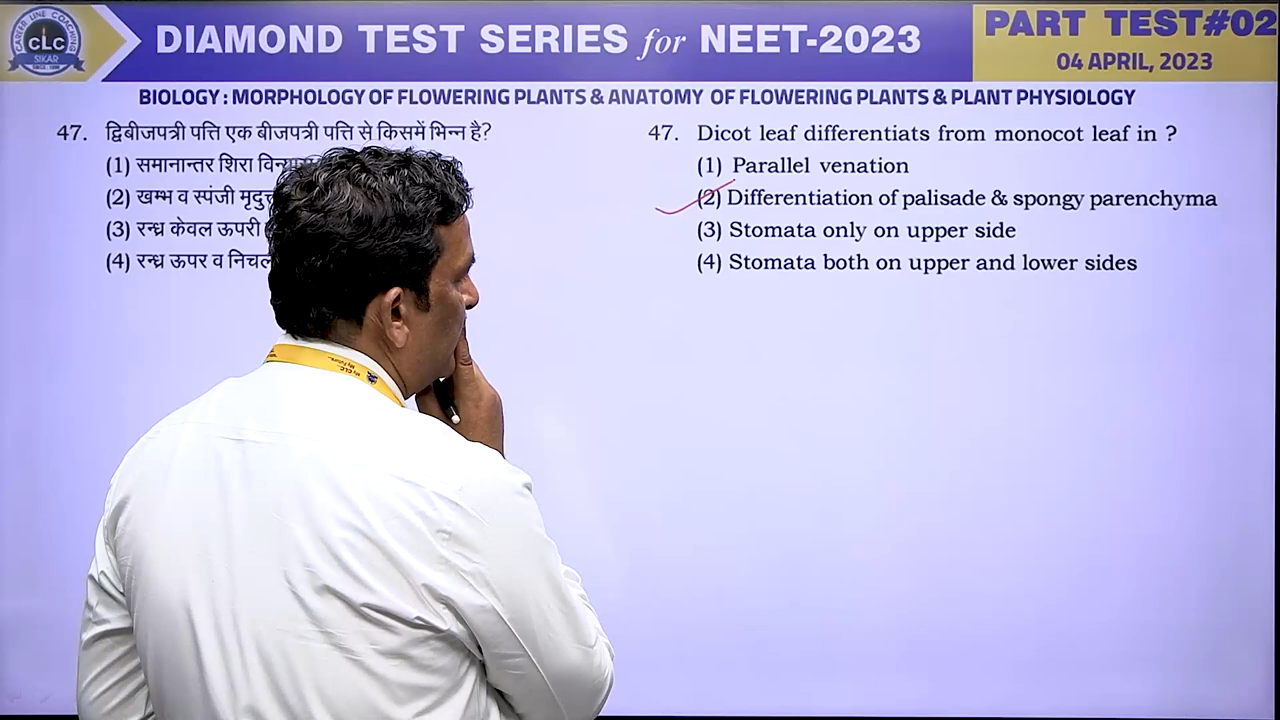 CAREER LINE COACHING
CLC
SIKAR
DIAMOND TEST SERIES for NEET-2023
PART TEST#02
04 APRIL, 2023
BIOLOGY : MORPHOLOGY OF FLOWERING PLANTS & ANATOMY OF FLOWERING PLANTS & PLANT PHYSIOLOGY
47. द्विबीजपत्री पत्ति एक बीजपत्री पत्ति से किसमें भिन्न है?
(1) समानान्तर शिरा
(2) खम्भ व स्पंजी
(3) रन्ध्र केवल ऊपरी
(4) रन्ध्र ऊपर व
47. Dicot leaf differentiats from monocot leaf in ?
(1) Parallel venation
(2) Differentiation of palisade & spongy parenchyma
(3) Stomata only on upper side
(4) Stomata both on upper and lower sides